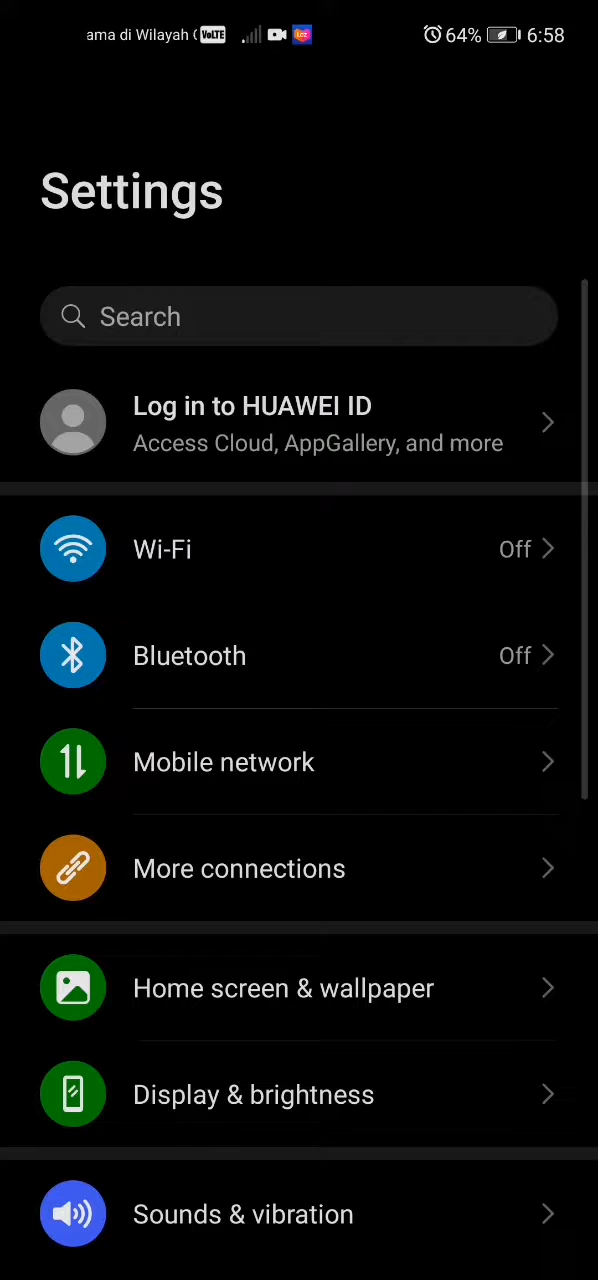 ama di Wilayah VoLTE Loz 64% 6:58
Settings
Search
Log in to HUAWEI ID
Access Cloud, AppGallery, and more
Wi-Fi Off
Bluetooth Off
Mobile network
More connections
Home screen & wallpaper
Display & brightness
Sounds & vibration